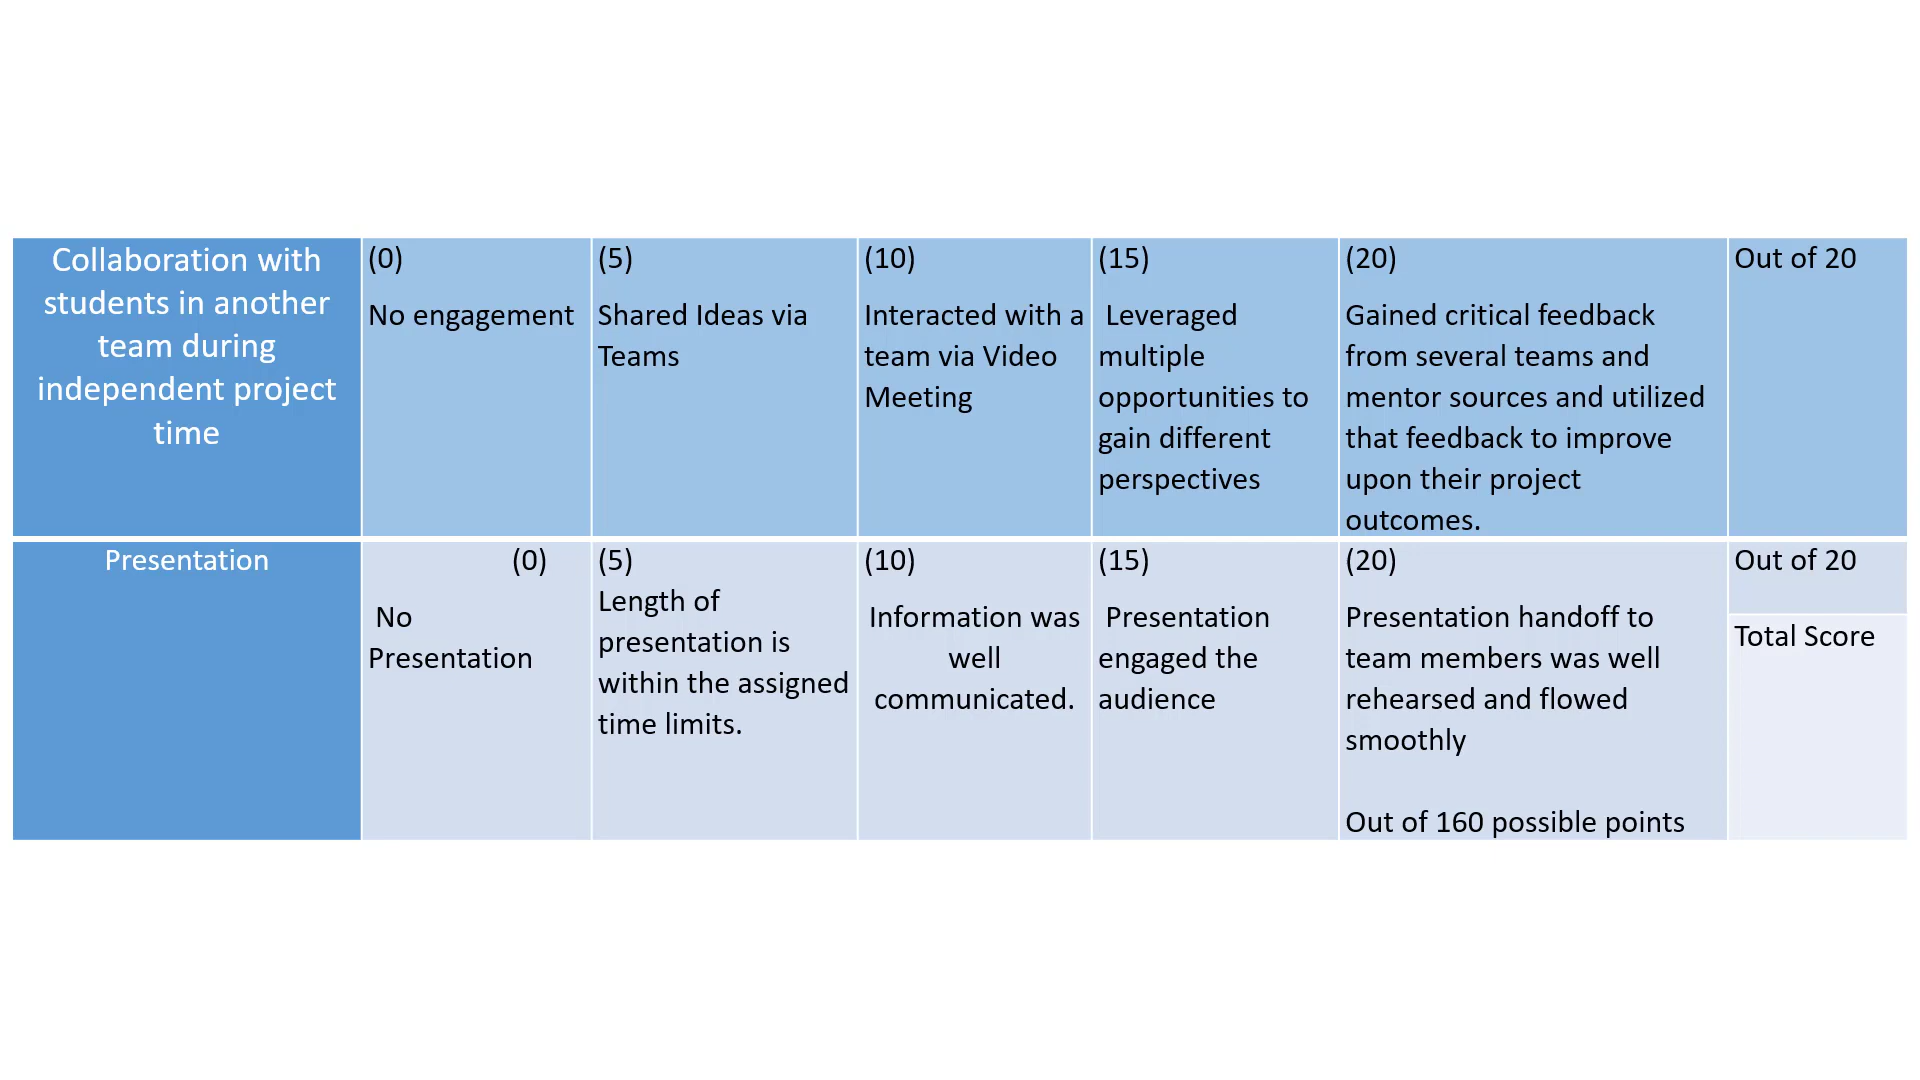 Collaboration with
students in another
team during
independent project
time
(0)
No engagement
(5)
Shared Ideas via
Teams
(10)
Interacted with a
team via Video
Meeting
(15)
Leveraged
multiple
opportunities to
gain different
perspectives
(20)
Gained critical feedback
from several teams and
mentor sources and utilized
that feedback to improve
upon their project
outcomes.
Out of 20
Presentation
(0)
No
Presentation
(5)
Length of
presentation is
within the assigned
time limits.
(10)
Information was
well
communicated.
(15)
Presentation
engaged the
audience
(20)
Presentation handoff to
team members was well
rehearsed and flowed
smoothly
Out of 160 possible points
Out of 20
Total Score